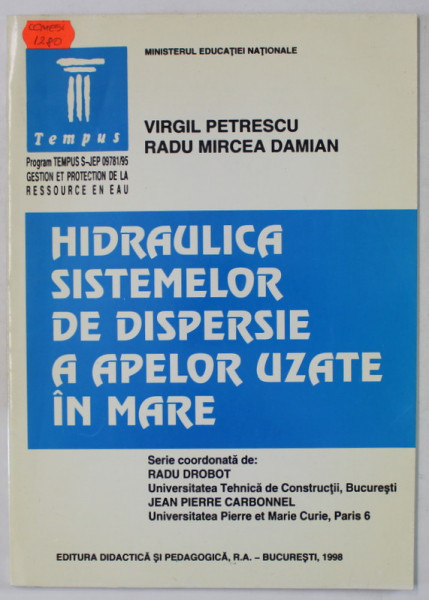 1240
MINISTERUL EDUCAȚIEI NAȚIONALE
Tempus
VIRGIL PETRESCU
RADU MIRCEA DAMIAN
Program TEMPUS S-JEP 09781/95
GESTION ET PROTECTION DE LA
RESSOURCE EN EAU
HIDRAULICA
SISTEMELOR
DE DISPERSIE
A APELOR UZATE
ÎN MARE
Serie coordonată de:
RADU DROBOT
Universitatea Tehnică de Construcții, București
JEAN PIERRE CARBONNEL
Universitatea Pierre et Marie Curie, Paris 6
EDITURA DIDACTICĂ ȘI PEDAGOGICĂ, R.A. – BUCUREȘTI, 1998